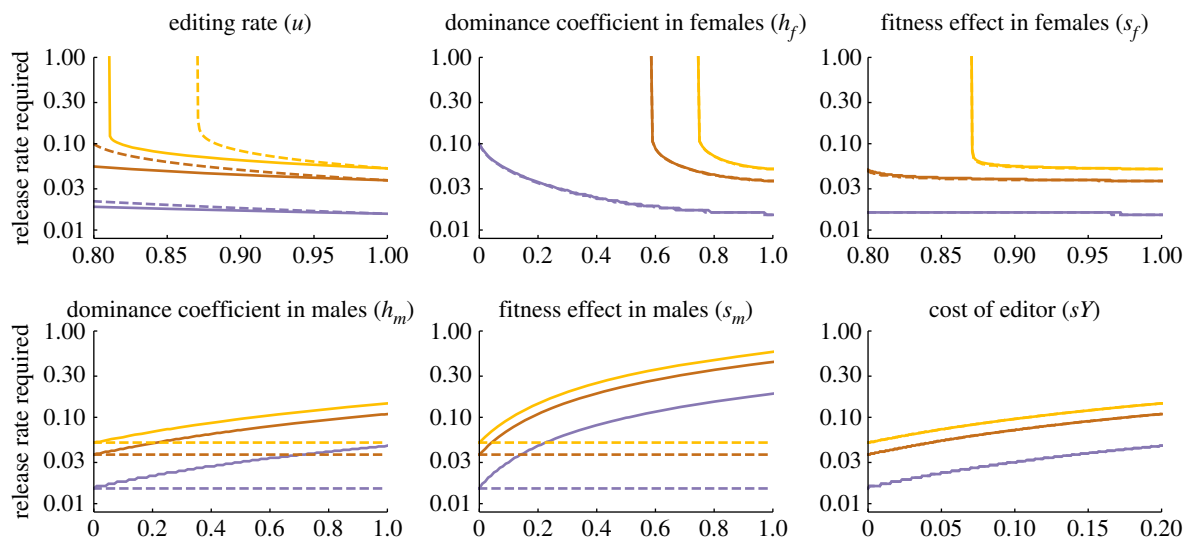 editing rate (u)
dominance coefficient in females (h_f)
fitness effect in females (s_f)
release rate required
1.00
0.30
0.10
0.03
0.01
0.80 0.85 0.90 0.95 1.00
1.00
0.30
0.10
0.03
0.01
0 0.2 0.4 0.6 0.8 1.0
1.00
0.30
0.10
0.03
0.01
0.80 0.85 0.90 0.95 1.00
dominance coefficient in males (h_m)
fitness effect in males (s_m)
cost of editor (sY)
release rate required
1.00
0.30
0.10
0.03
0.01
0 0.2 0.4 0.6 0.8 1.0
1.00
0.30
0.10
0.03
0.01
0 0.2 0.4 0.6 0.8 1.0
1.00
0.30
0.10
0.03
0.01
0 0.05 0.10 0.15 0.20